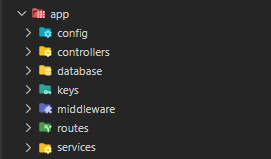 app
config
controllers
database
keys
middleware
routes
services